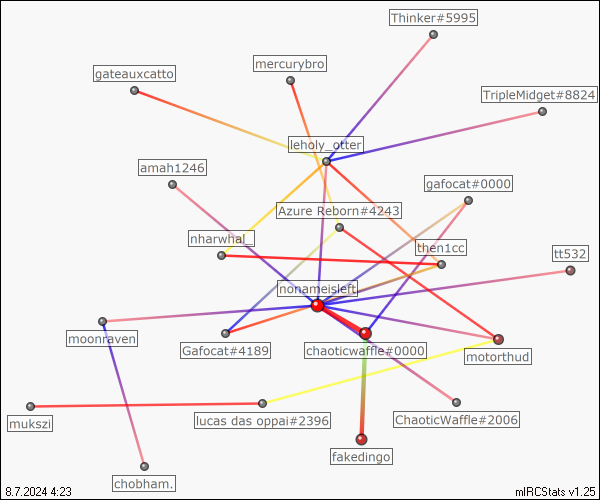 Thinker#5995
mercurybro
gateauxcatto
TripleMidget#8824
leholy_otter
amah1246
gafocat#0000
Azure Reborn#4243
nharwhal_
then1cc
tt532
nonameisleft
moonraven
Gafocat#4189
chaoticwaffle#0000
motorthud
mukszi
lucas das oppai#2396
ChaoticWaffle#2006
fakedingo
chobham.
8.7.2024 4:23
mIRCStats v1.25